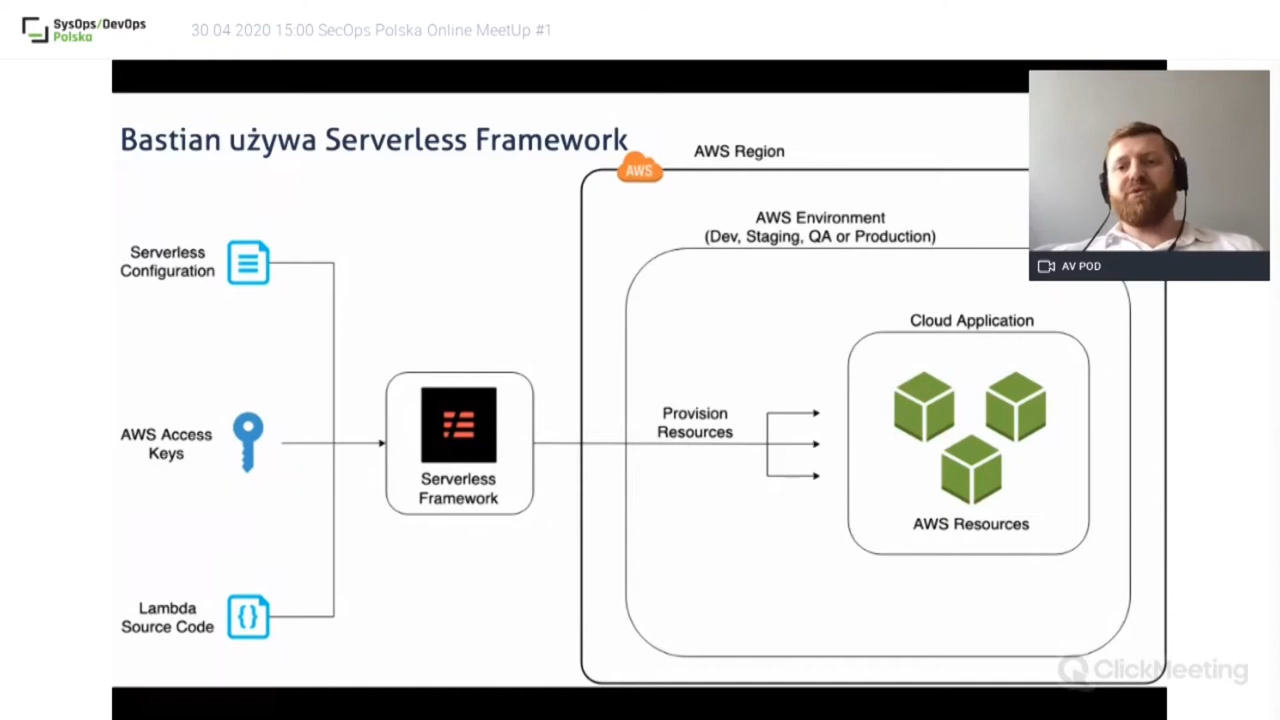 SysOps/DevOps
Polska
30 04 2020 15:00 SecOps Polska Online MeetUp #1
Bastian używa Serverless Framework
AWS
AWS Region
AWS Environment
(Dev, Staging, QA or Production)
AV POD
Serverless
Configuration
Cloud Application
AWS Access
Keys
Provision
Resources
Serverless
Framework
AWS Resources
Lambda
Source Code
{}
ClickMeeting